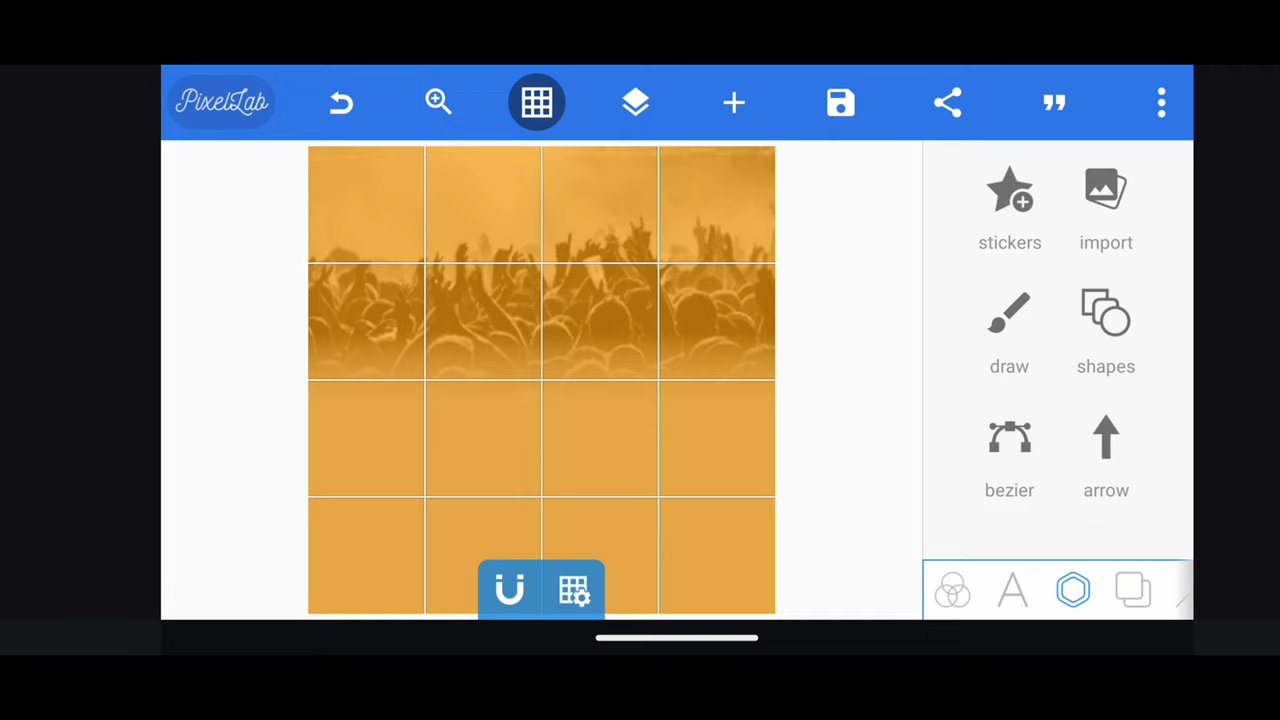 PixelLab
stickers
import
draw
shapes
bezier
arrow